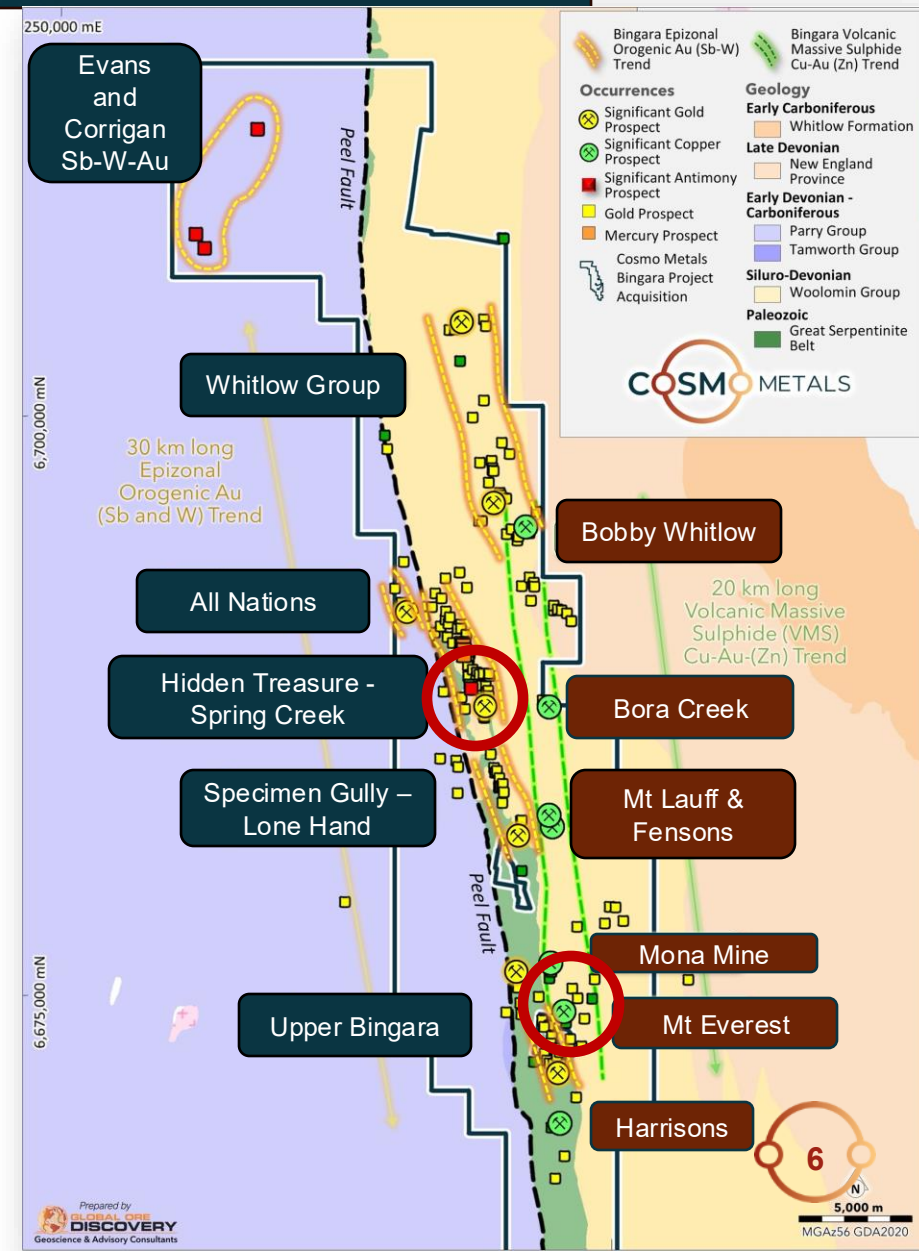 250,000 mE
Evans
and
Corrigan
Sb-W-Au
Peel Fault
Bingara Epizonal
Orogenic Au (Sb-W)
Trend
Bingara Volcanic
Massive Sulphide
Cu-Au (Zn) Trend
Occurrences
Significant Gold
Prospect
Significant Copper
Prospect
Significant Antimony
Prospect
Gold Prospect
Mercury Prospect
Cosmo Metals
Bingara Project
Acquisition
Geology
Early Carboniferous
Whitlow Formation
Late Devonian
New England
Province
Early Devonian -
Carboniferous
Parry Group
Tamworth Group
Siluro-Devonian
Woolomin Group
Paleozoic
Great Serpentinite
Belt
COSMO METALS
Whitlow Group
6,700,000 mN
30 km long
Epizonal
Orogenic Au
(Sb and W) Trend
Bobby Whitlow
All Nations
20 km long
Volcanic Massive
Sulphide (VMS)
Cu-Au-(Zn) Trend
Hidden Treasure -
Spring Creek
Bora Creek
Specimen Gully –
Lone Hand
Mt Lauff &
Fensons
Peel Fault
Mona Mine
6,675,000 mN
Upper Bingara
Mt Everest
Harrisons
6
N
5,000 m
MGAz56 GDA2020
Prepared by
GLOBAL ORE
DISCOVERY
Geoscience & Advisory Consultants